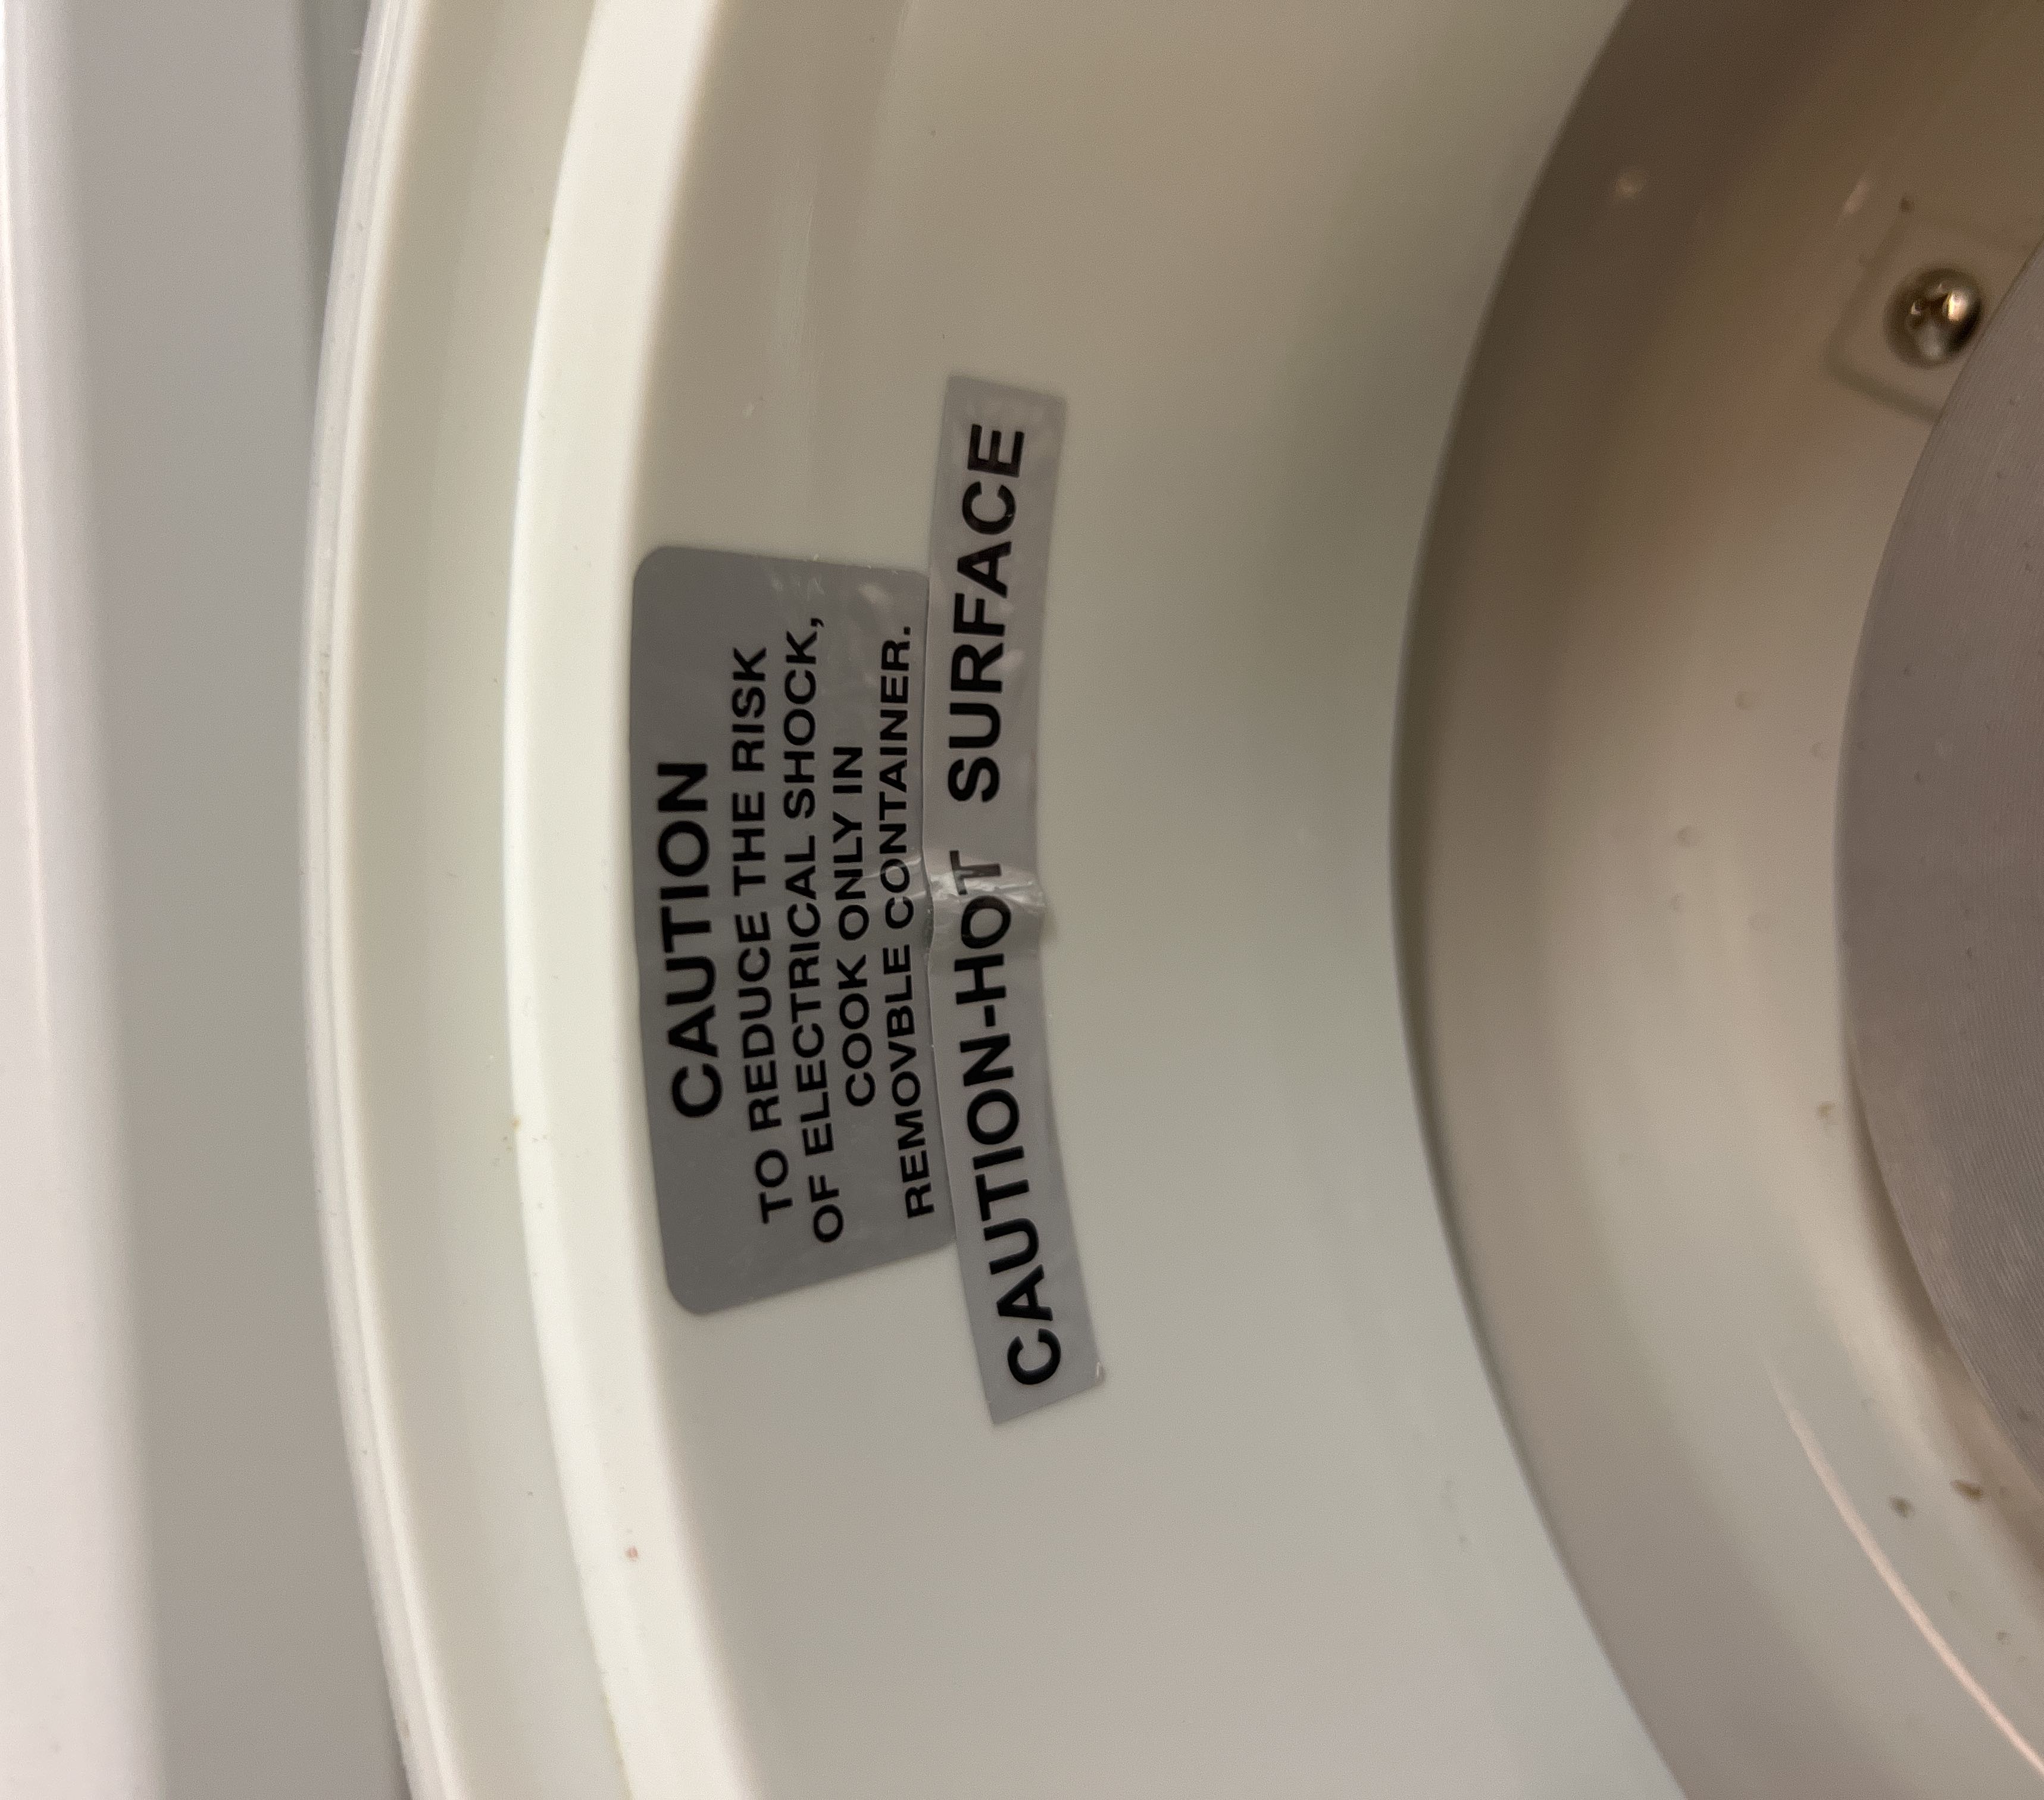 CAUTION
TO REDUCE THE RISK
OF ELECTRICAL SHOCK,
COOK ONLY IN
REMOVBLE CONTAINER.
CAUTION-HOT SURFACE